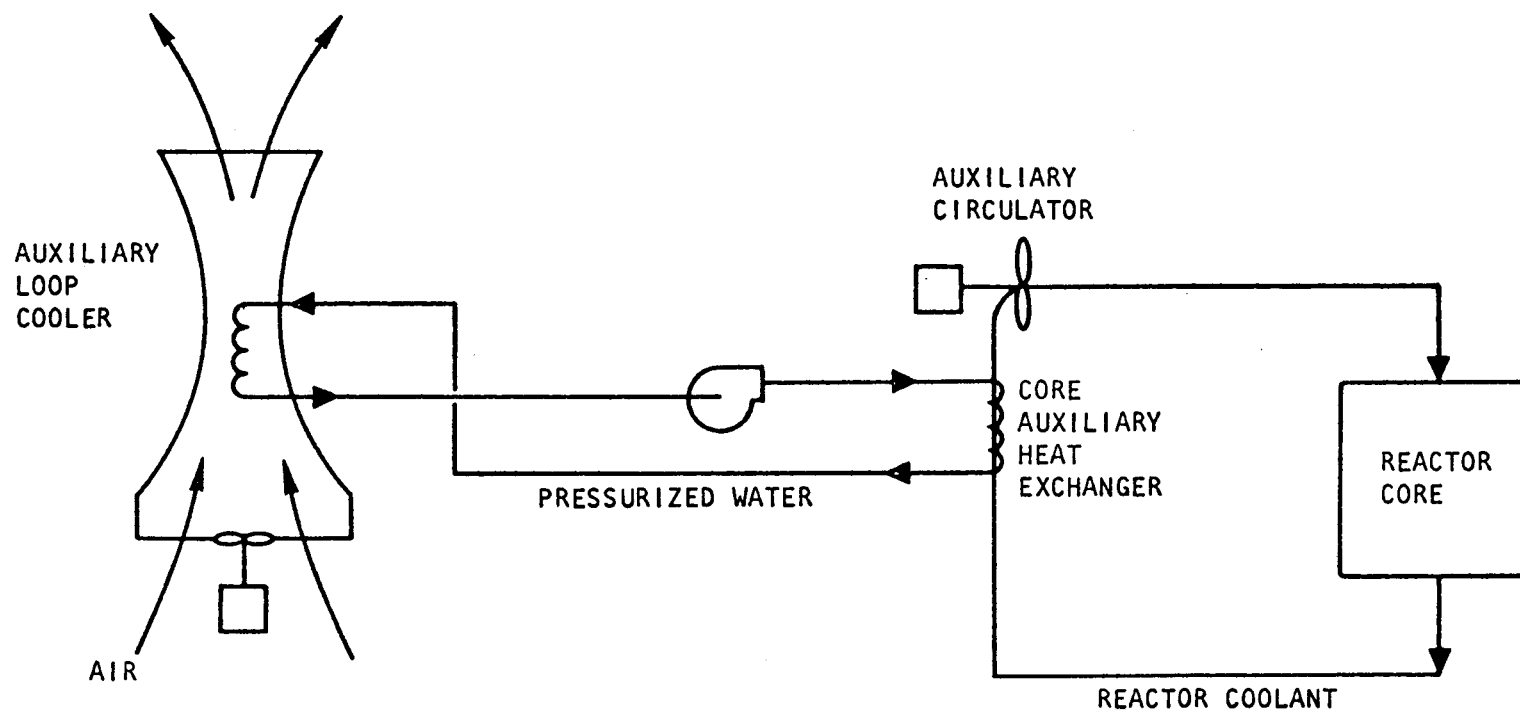 AUXILIARY
CIRCULATOR
AUXILIARY
LOOP
COOLER
CORE
AUXILIARY
HEAT
EXCHANGER
REACTOR
CORE
PRESSURIZED WATER
AIR
REACTOR COOLANT